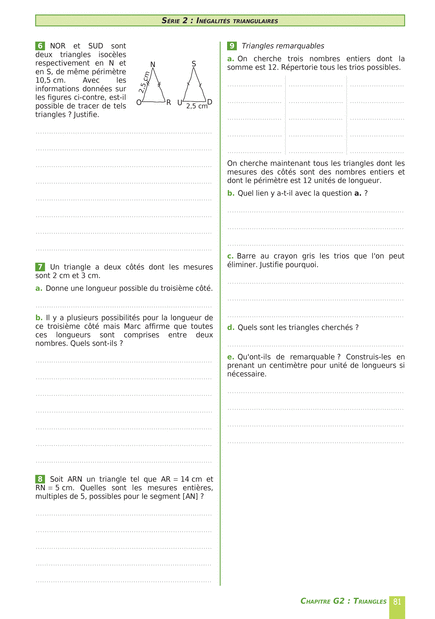 SÉRIE 2 : INÉGALITÉS TRIANGULAIRES
6 NOR et SUD sont
deux triangles isocèles
respectivement en N et
en S, de même périmètre
10,5 cm. Avec les
informations données sur
les figures ci-contre, est-il
possible de tracer de tels
triangles ? Justifie.
N
S
2,5 cm
O
R
U
2,5 cm
D
7 Un triangle a deux côtés dont les mesures
sont 2 cm et 3 cm.
a. Donne une longueur possible du troisième côté.
b. Il y a plusieurs possibilités pour la longueur de
ce troisième côté mais Marc affirme que toutes
ces longueurs sont comprises entre deux
nombres. Quels sont-ils ?
8 Soit ARN un triangle tel que AR = 14 cm et
RN = 5 cm. Quelles sont les mesures entières,
multiples de 5, possibles pour le segment [AN] ?
9 Triangles remarquables
a. On cherche trois nombres entiers dont la
somme est 12. Répertorie tous les trios possibles.
On cherche maintenant tous les triangles dont les
mesures des côtés sont des nombres entiers et
dont le périmètre est 12 unités de longueur.
b. Quel lien y a-t-il avec la question a. ?
c. Barre au crayon gris les trios que l'on peut
éliminer. Justifie pourquoi.
d. Quels sont les triangles cherchés ?
e. Qu'ont-ils de remarquable ? Construis-les en
prenant un centimètre pour unité de longueurs si
nécessaire.
CHAPITRE G2 : TRIANGLES 81